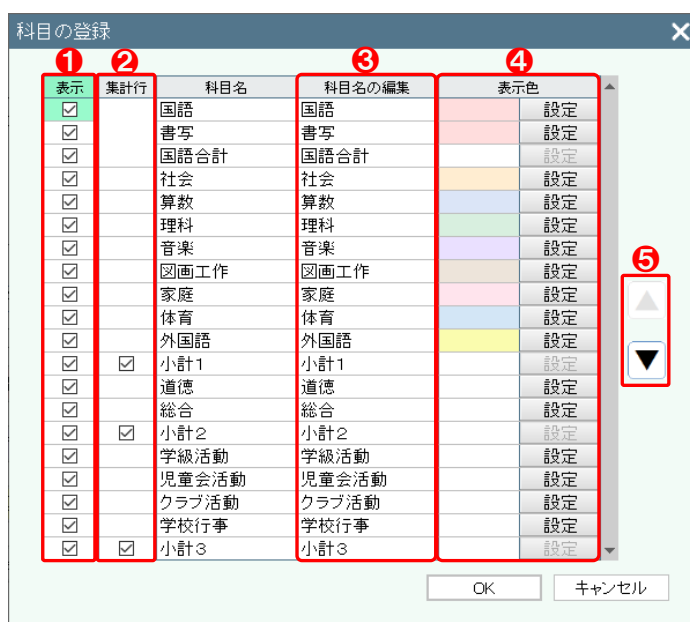 科目の登録
❶ ❷ ❸ ❹
表示 集計行 科目名 科目名の編集 表示色
国語 国語 設定
書写 書写 設定
国語合計 国語合計 設定
社会 社会 設定
算数 算数 設定
理科 理科 設定
音楽 音楽 設定
図画工作 図画工作 設定
❺
家庭 家庭 設定
体育 体育 設定
外国語 外国語 設定
小計1 小計1 設定
道徳 道徳 設定
総合 総合 設定
小計2 小計2 設定
学級活動 学級活動 設定
児童会活動 児童会活動 設定
クラブ活動 クラブ活動 設定
学校行事 学校行事 設定
小計3 小計3 設定
OK キャンセル